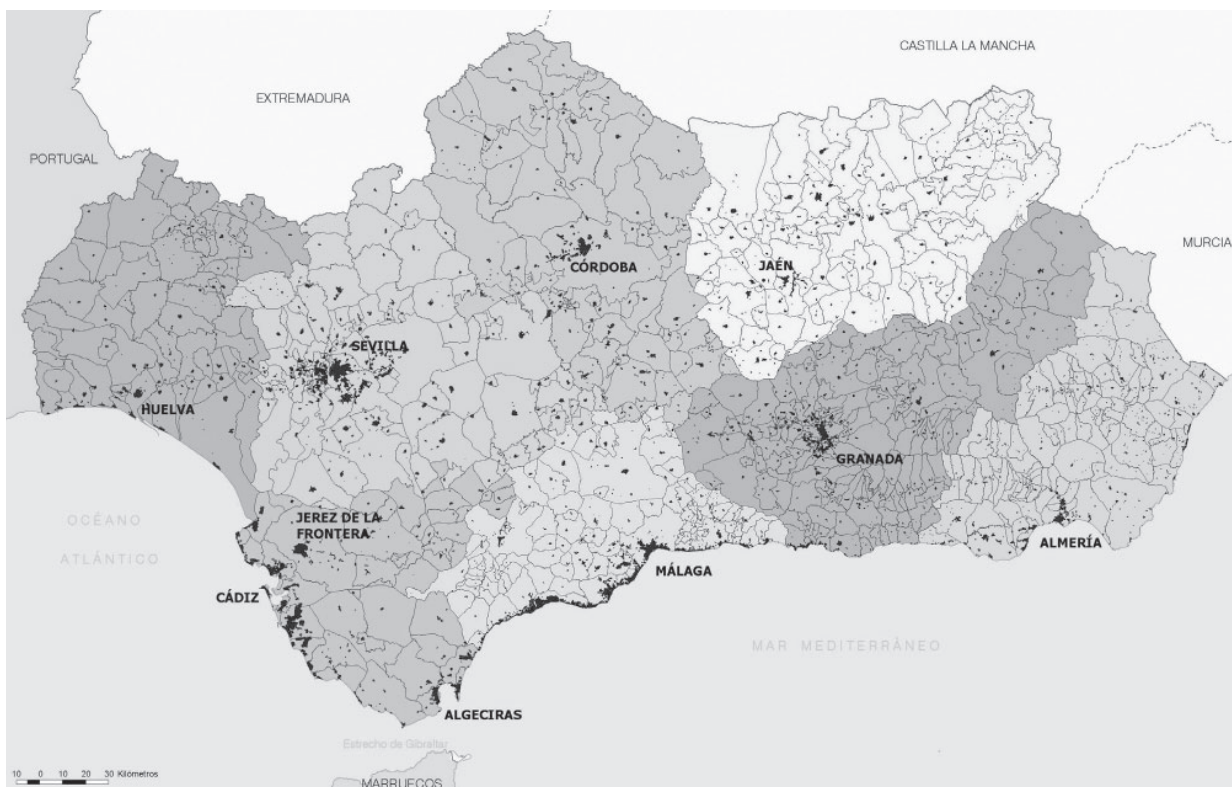 CASTILLA LA MANCHA
EXTREMADURA
PORTUGAL
MURCIA
CÓRDOBA
JAÉN
SEVILLA
HUELVA
GRANADA
OCÉANO
ATLÁNTICO
JEREZ DE LA
FRONTERA
ALMERÍA
MÁLAGA
CÁDIZ
MAR MEDITERRÁNEO
ALGECIRAS
Estrecho de Gibraltar
10 0 10 20 30 Kilómetros
MARRUECOS